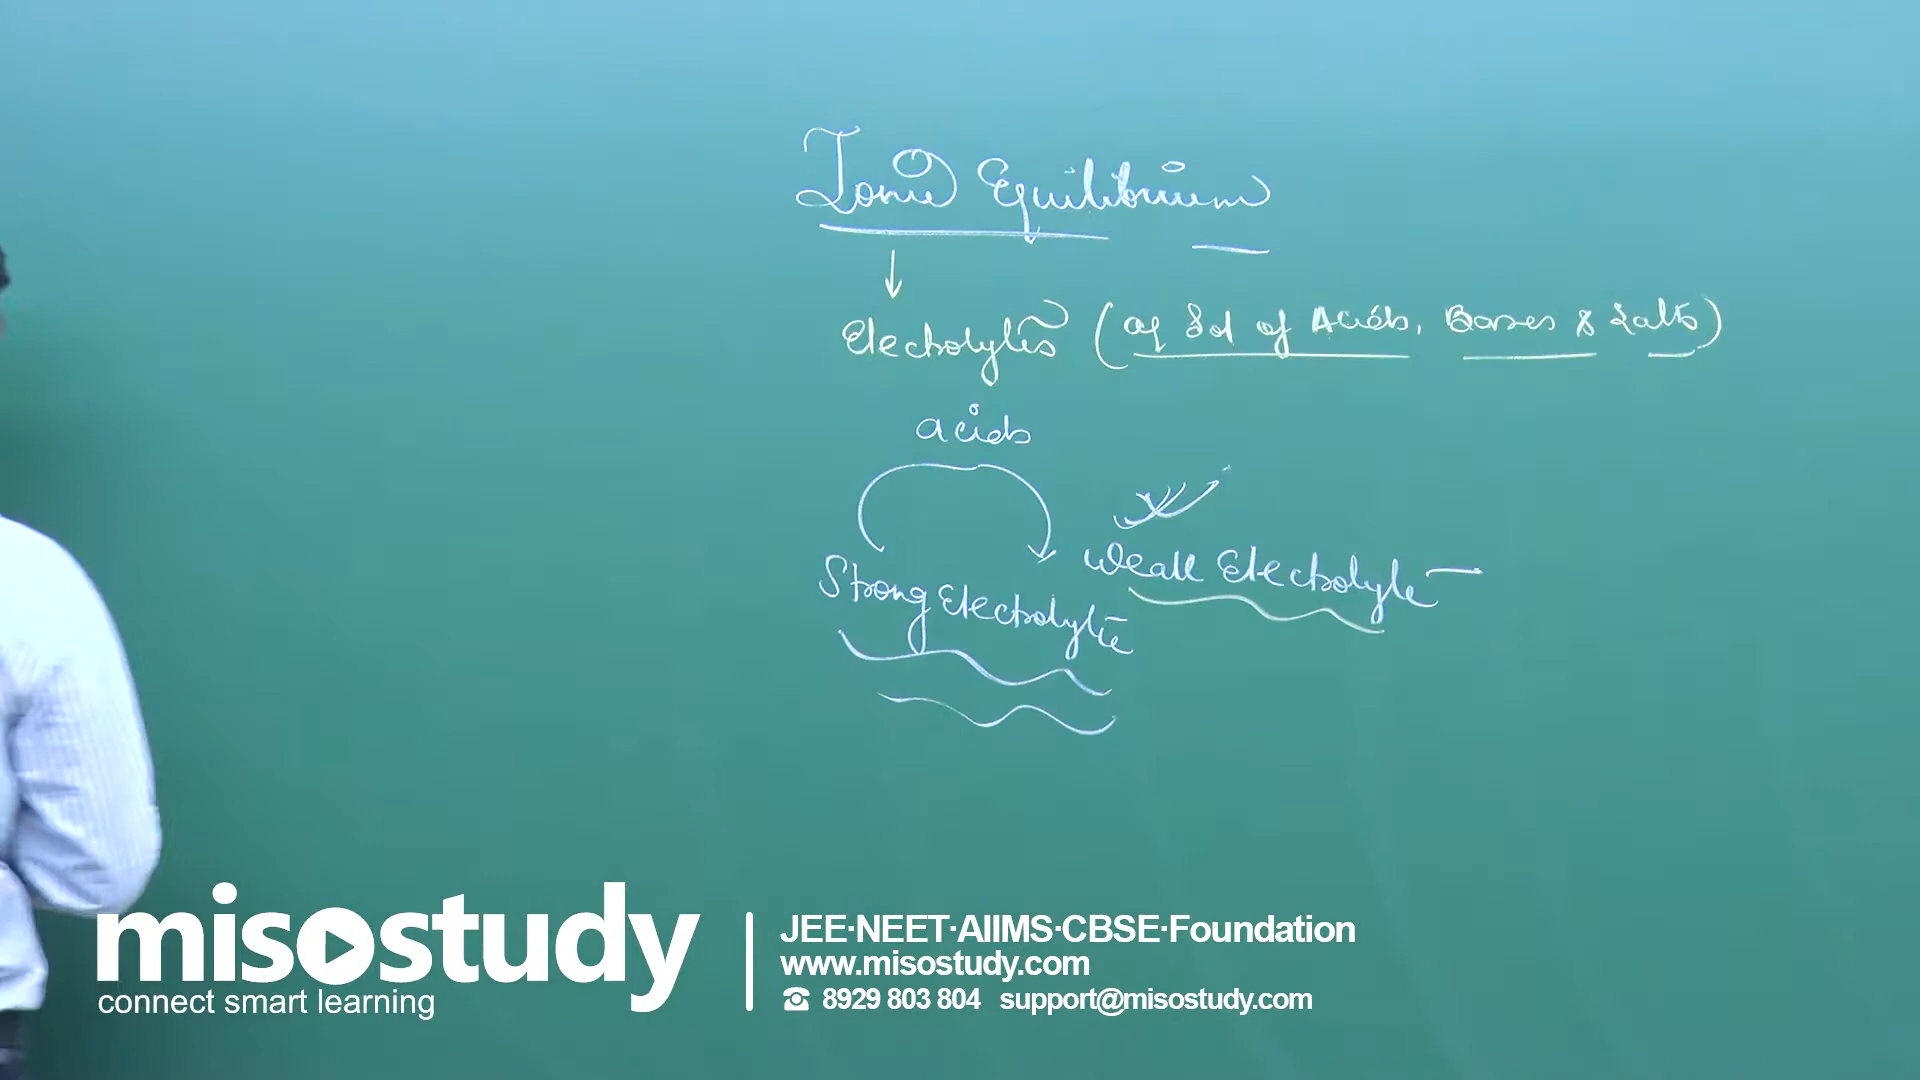 Ionic Equilibrium
Electrolytes (aq Sol of Acids, Bases & Salts)
acids
Weak Electrolyte
Strong Electrolyte
misostudy
connect smart learning
JEE·NEET·AIIMS·CBSE·Foundation
www.misostudy.com
☎ 8929 803 804 support@misostudy.com